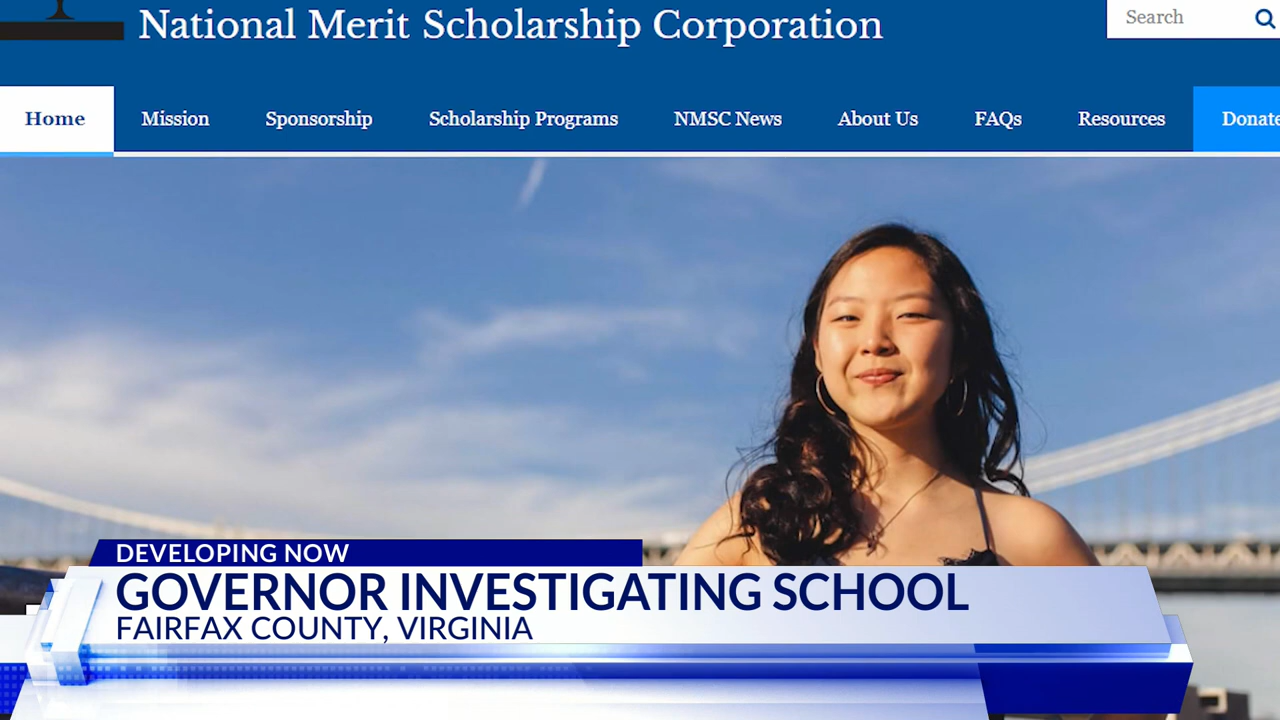 National Merit Scholarship Corporation
Search
Home Mission Sponsorship Scholarship Programs NMSC News About Us FAQs Resources Donate
DEVELOPING NOW
GOVERNOR INVESTIGATING SCHOOL
FAIRFAX COUNTY, VIRGINIA